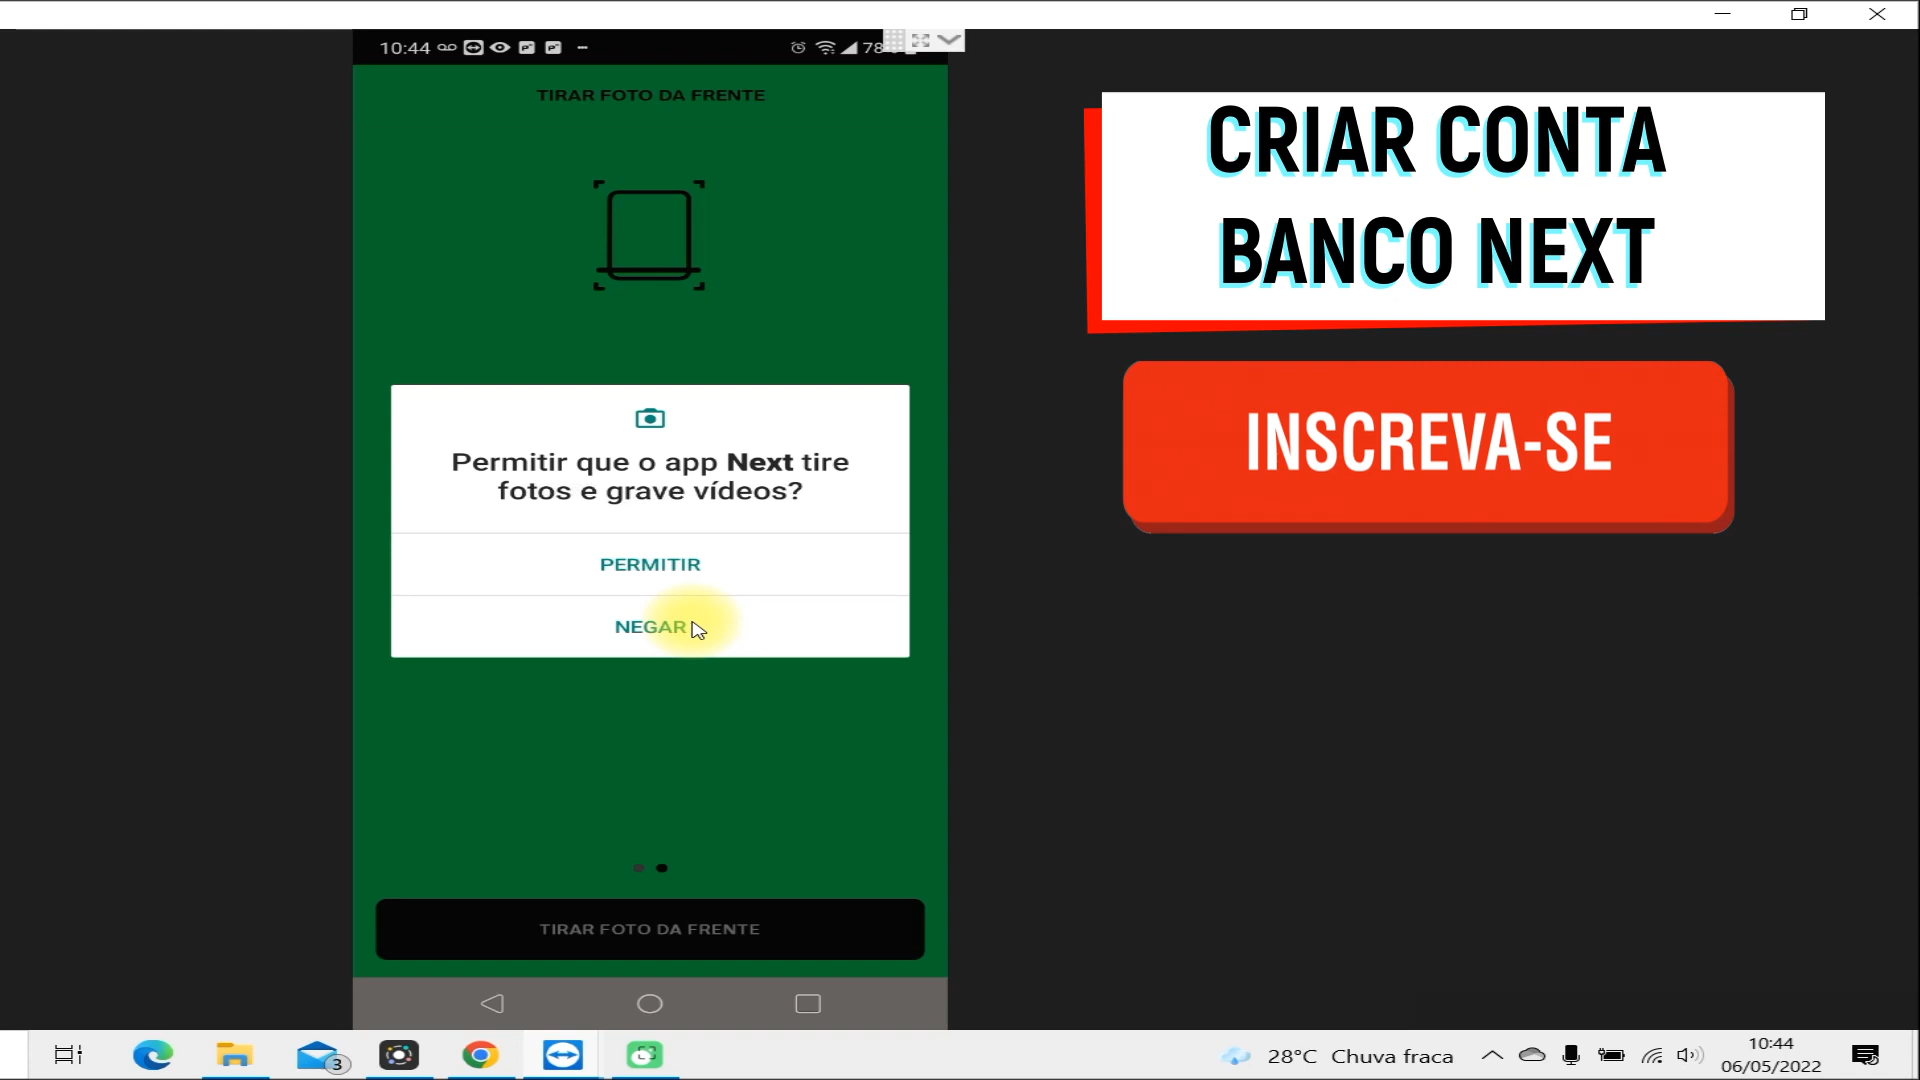 10:44
78
TIRAR FOTO DA FRENTE
Permitir que o app Next tire
fotos e grave vídeos?
PERMITIR
NEGAR
TIRAR FOTO DA FRENTE
CRIAR CONTA
BANCO NEXT
INSCREVA-SE
3
28°C Chuva fraca
10:44
06/05/2022